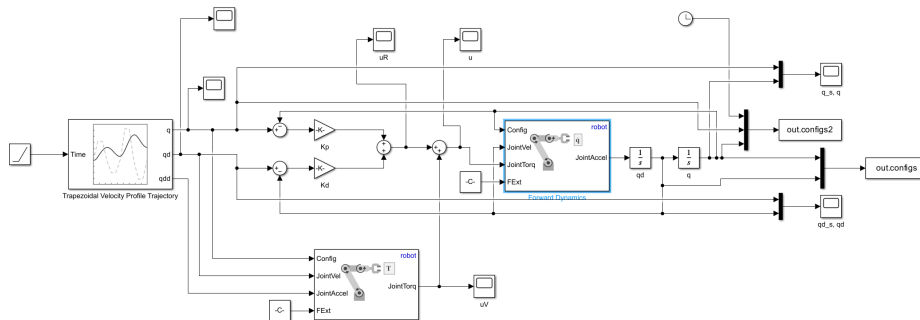 uR
u
q_s, q
Time
q
qd
qdd
Trapezoidal Velocity Profile Trajectory
-K-
Kp
-K-
Kd
Config
JointVel
JointTorq
FExt
robot
q
JointAccel
Forward Dynamics
-C-
1
s
qd
1
s
q
out.configs2
out.configs
qd_s, qd
Config
JointVel
JointAccel
FExt
robot
T
JointTorq
-C-
uV